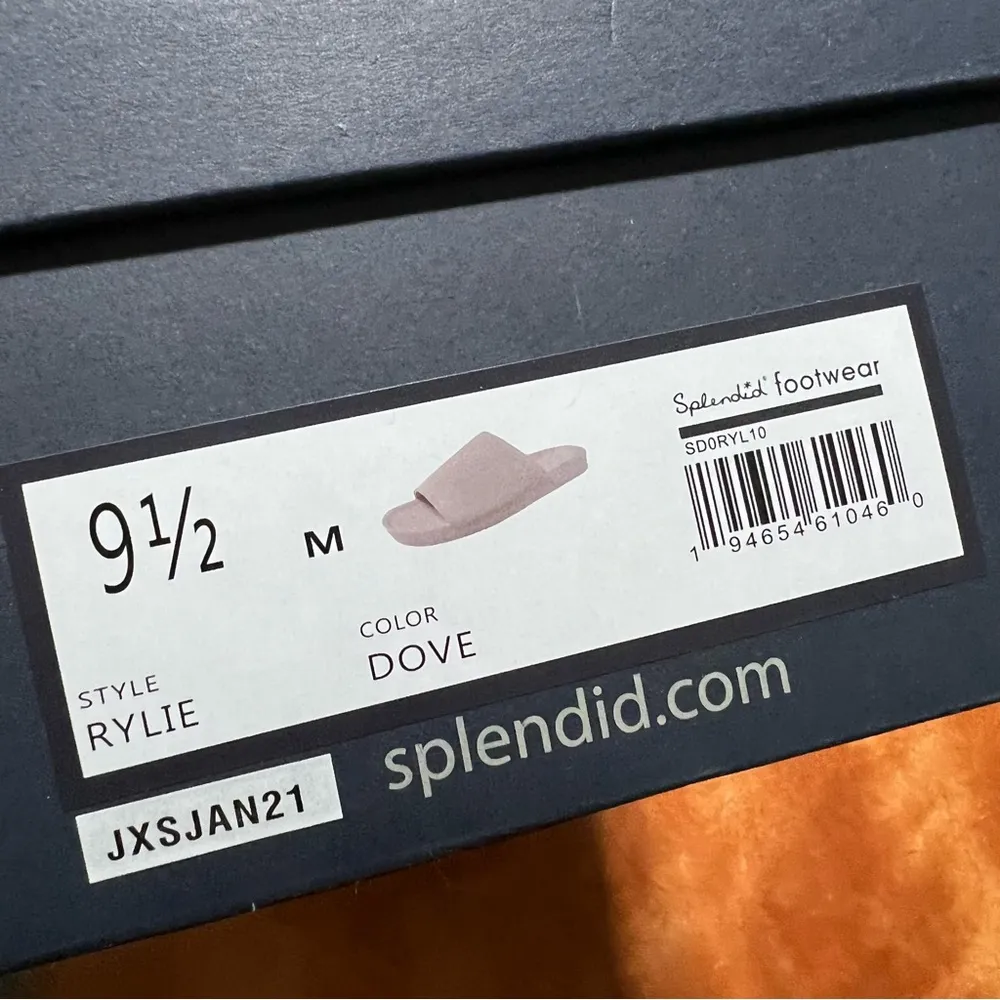 Splendid® footwear
SD0RYL10
1 94654 61046 0
9½
M
COLOR
DOVE
STYLE
RYLIE
splendid.com
JXSJAN21